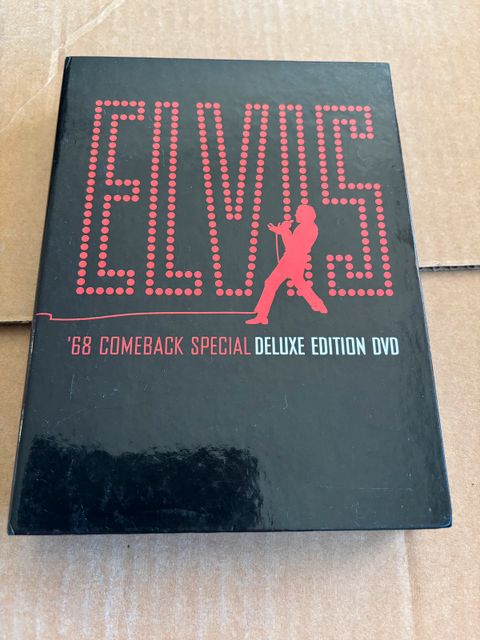 ELVIS
'68 COMEBACK SPECIAL DELUXE EDITION DVD